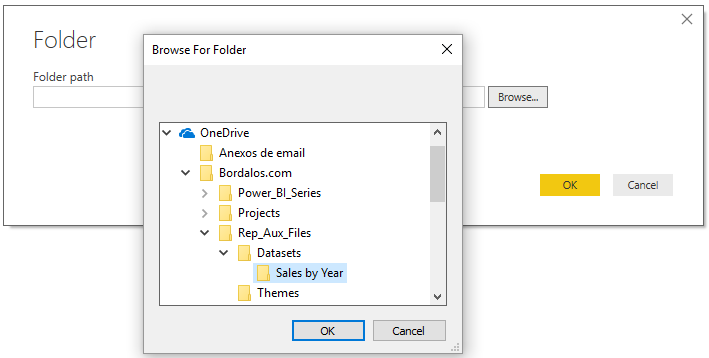 Folder
Folder path
Browse...
OK
Cancel
Browse For Folder
OneDrive
Anexos de email
Bordalos.com
Power_BI_Series
Projects
Rep_Aux_Files
Datasets
Sales by Year
Themes
OK
Cancel